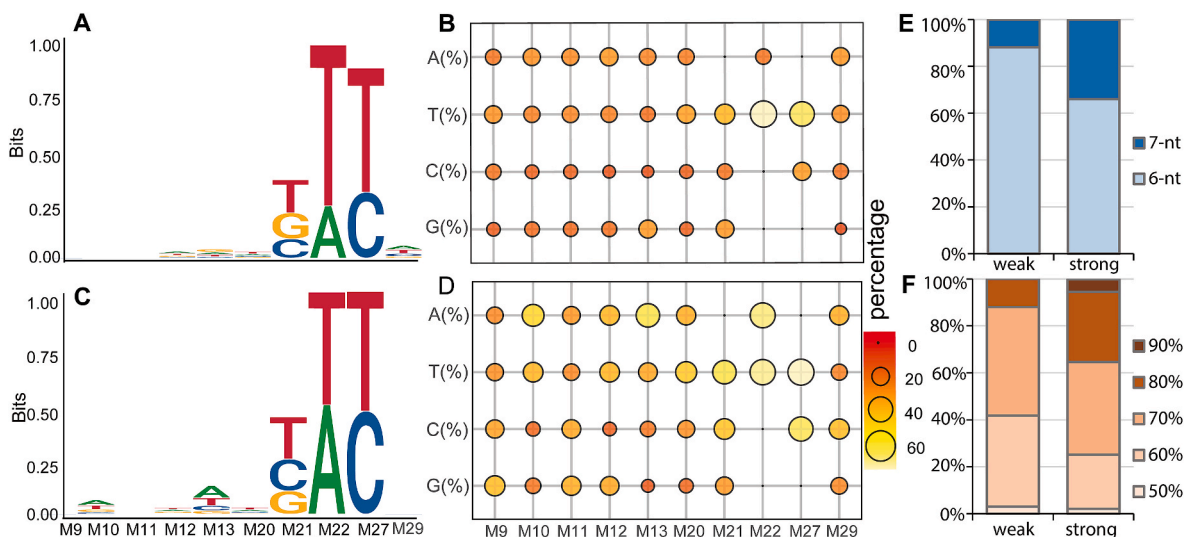 A
Bits
1.00
0.75
0.50
0.25
0.00
T
G
C
T
A
T
C
B
A(%)
T(%)
C(%)
G(%)
C
Bits
1.00
0.75
0.50
0.25
0.00
A
T
C
G
T
A
T
C
M9 M10 M11 M12 M13 M20 M21 M22 M27 M29
D
A(%)
T(%)
C(%)
G(%)
M9 M10 M11 M12 M13 M20 M21 M22 M27 M29
percentage
0
20
40
60
E
100%
80%
60%
40%
20%
0%
weak strong
7-nt
6-nt
F
100%
80%
60%
40%
20%
0%
weak strong
90%
80%
70%
60%
50%